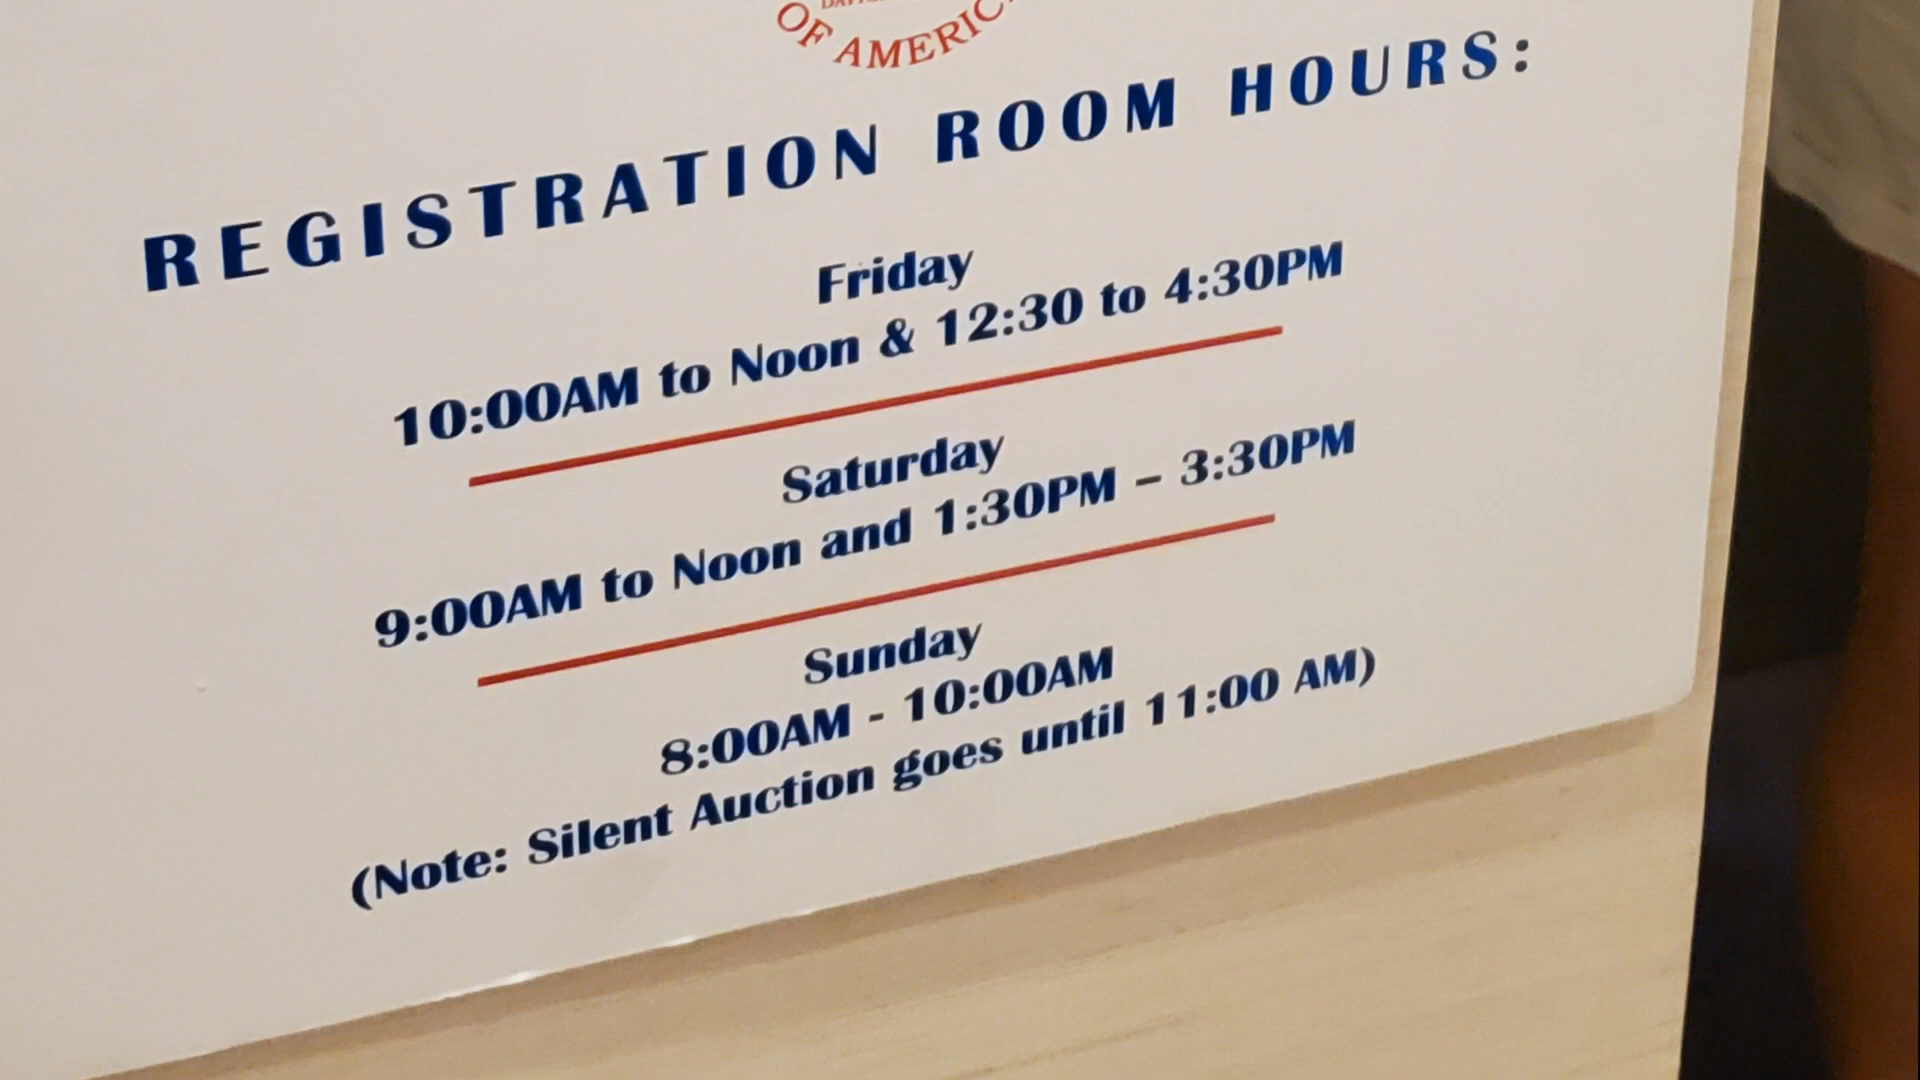 OF AMERICA
REGISTRATION ROOM HOURS:
Friday
10:00AM to Noon & 12:30 to 4:30PM
Saturday
9:00AM to Noon and 1:30PM – 3:30PM
Sunday
8:00AM - 10:00AM
(Note: Silent Auction goes until 11:00 AM)